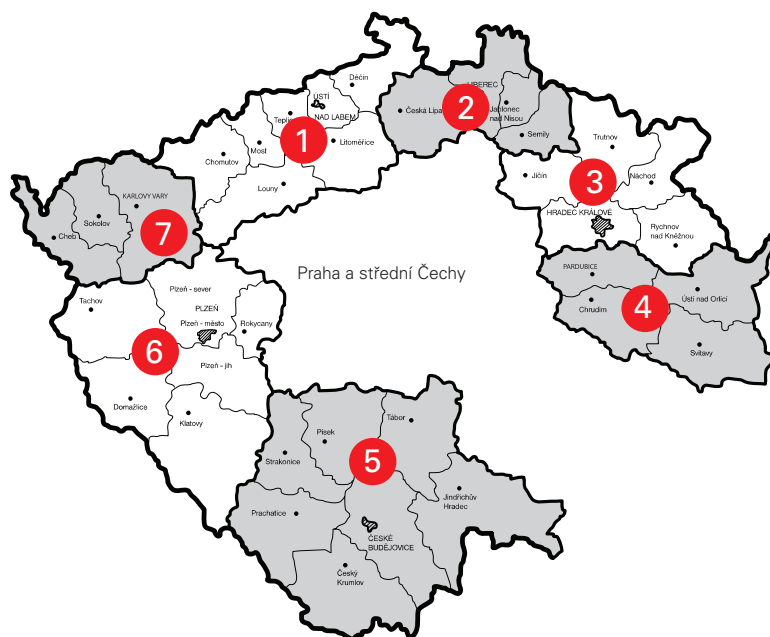 Děčín
ÚSTÍ
NAD LABEM
Teplice
Most
Litoměřice
Chomutov
Louny
1
LIBEREC
Česká Lípa
2
Jablonec
nad Nisou
Semily
Trutnov
Jičín
3
Náchod
HRADEC KRÁLOVÉ
Rychnov
nad Kněžnou
KARLOVY VARY
Sokolov
Cheb
7
Praha a střední Čechy
PARDUBICE
Chrudim
4
Ústí nad Orlicí
Svitavy
Tachov
Plzeň - sever
PLZEŇ
Plzeň - město
Rokycany
6
Plzeň - jih
Domažlice
Klatovy
Písek
Tábor
Strakonice
5
Jindřichův
Hradec
Prachatice
ČESKÉ
BUDĚJOVICE
Český
Krumlov